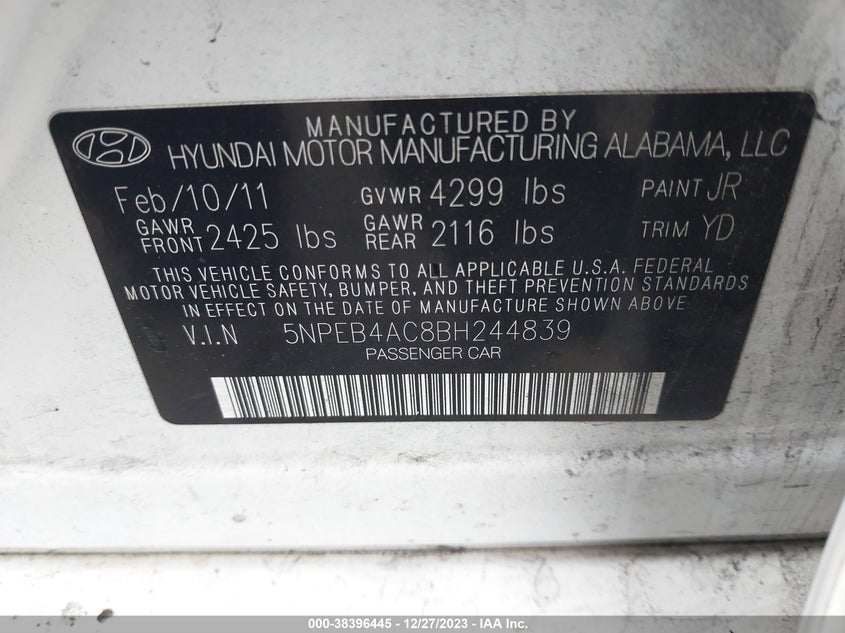 MANUFACTURED BY
HYUNDAI MOTOR MANUFACTURING ALABAMA, LLC
Feb/10/11 GVWR 4299 lbs PAINT JR
GAWR FRONT 2425 lbs GAWR REAR 2116 lbs TRIM YD
THIS VEHICLE CONFORMS TO ALL APPLICABLE U.S.A. FEDERAL
MOTOR VEHICLE SAFETY, BUMPER, AND THEFT PREVENTION STANDARDS
IN EFFECT ON THE DATE OF MANUFACTURE SHOWN ABOVE
V.I.N 5NPEB4AC8BH244839
PASSENGER CAR
000-38396445 - 12/27/2023 - IAA Inc.